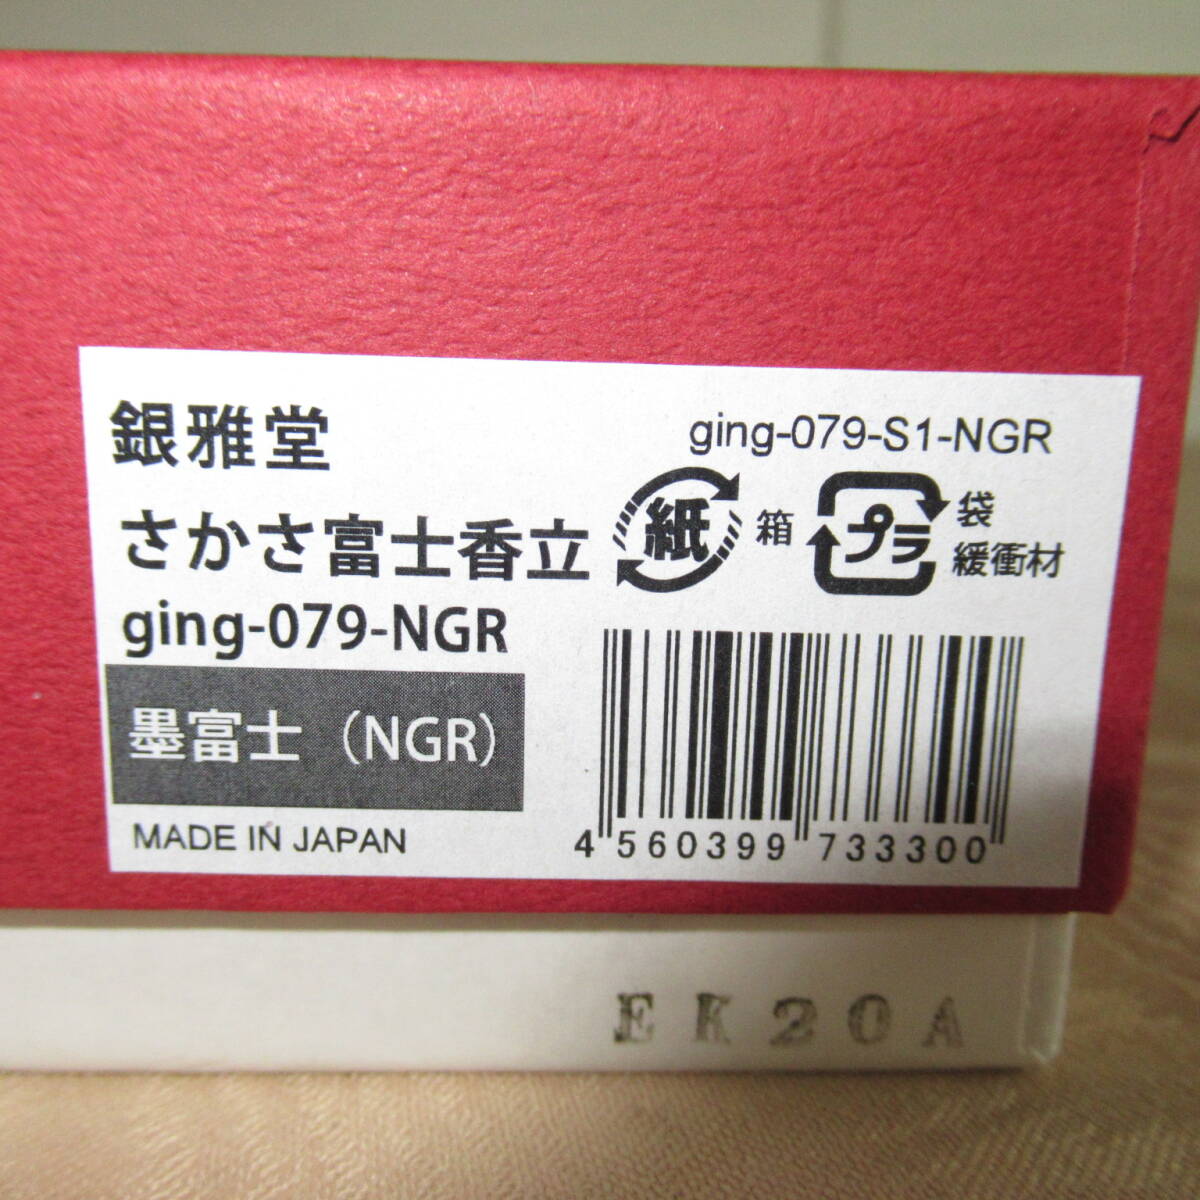 銀雅堂
ging-079-S1-NGR
さかさ富士香立
紙 箱
プラ 袋
緩衝材
ging-079-NGR
墨富士（NGR）
MADE IN JAPAN
4 560399 733300
EK20A